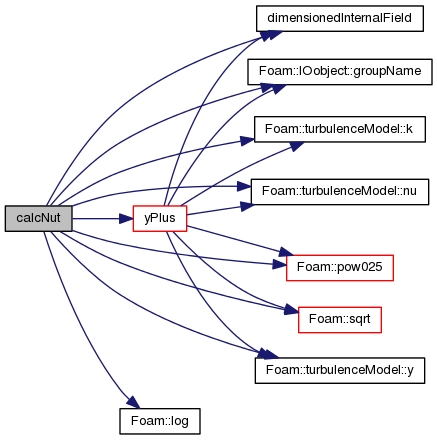 dimensionedInternalField
Foam::IOobject::groupName
Foam::turbulenceModel::k
Foam::turbulenceModel::nu
calcNut
yPlus
Foam::pow025
Foam::sqrt
Foam::turbulenceModel::y
Foam::log